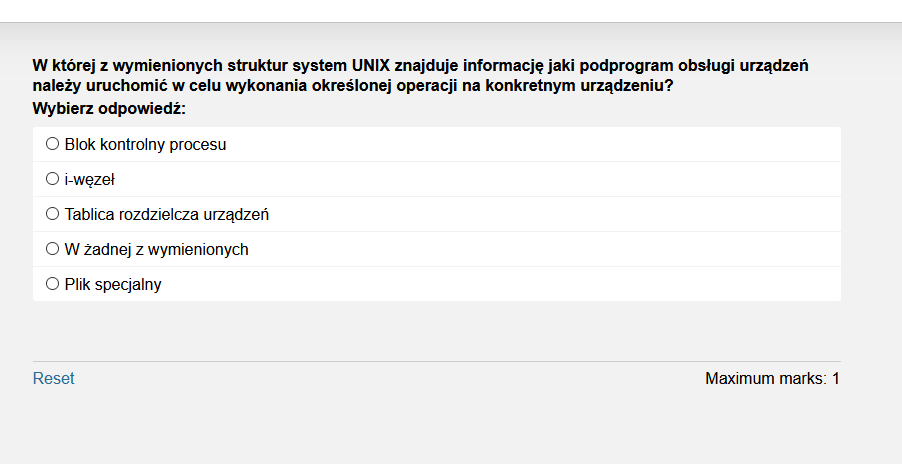 W której z wymienionych struktur system UNIX znajduje informację jaki podprogram obsługi urządzeń
należy uruchomić w celu wykonania określonej operacji na konkretnym urządzeniu?
Wybierz odpowiedź:
Blok kontrolny procesu
i-węzeł
Tablica rozdzielcza urządzeń
W żadnej z wymienionych
Plik specjalny
Reset Maximum marks: 1